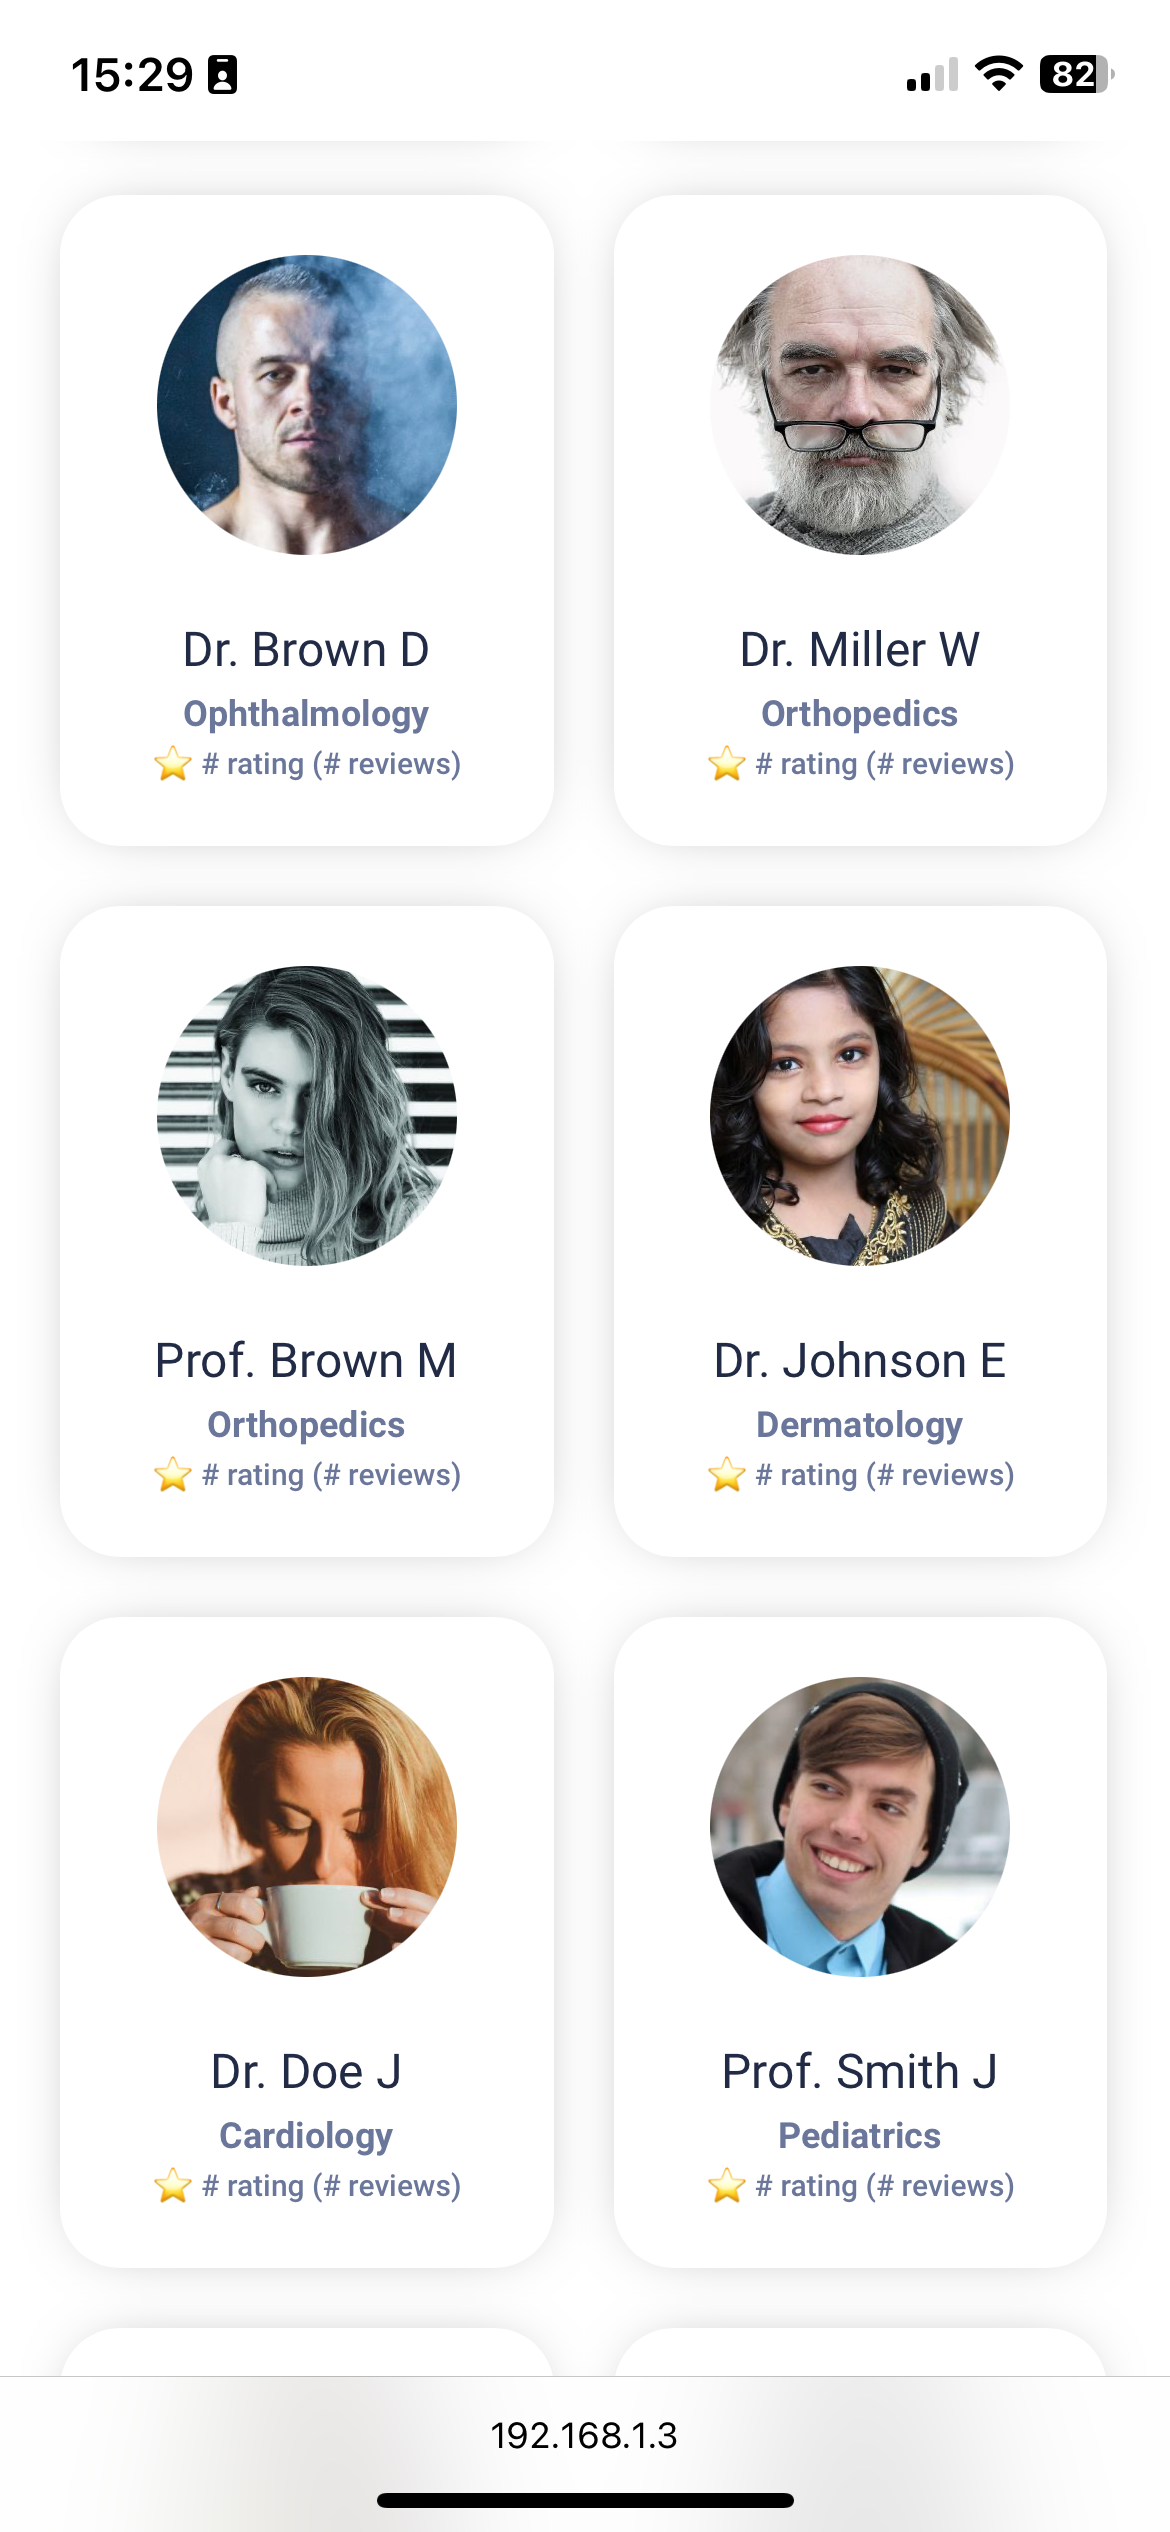 15:29
82
Dr. Brown D
Ophthalmology
⭐ # rating (# reviews)
Dr. Miller W
Orthopedics
⭐ # rating (# reviews)
Prof. Brown M
Orthopedics
⭐ # rating (# reviews)
Dr. Johnson E
Dermatology
⭐ # rating (# reviews)
Dr. Doe J
Cardiology
⭐ # rating (# reviews)
Prof. Smith J
Pediatrics
⭐ # rating (# reviews)
192.168.1.3